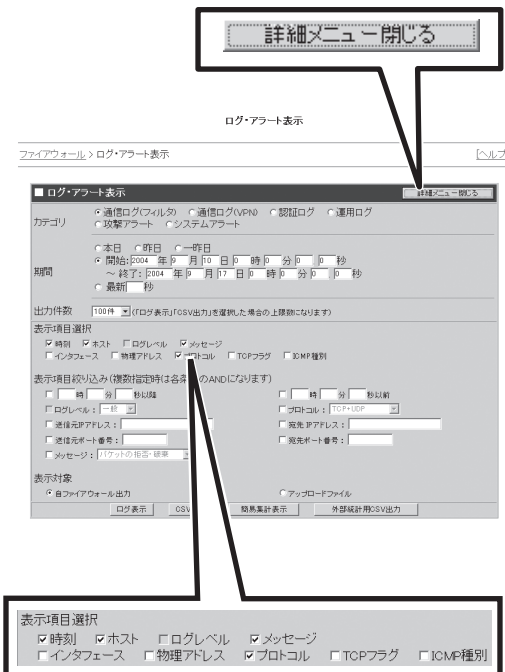 詳細メニュー閉じる
ログ・アラート表示
ファイアウォール > ログ・アラート表示 [ヘルプ
■ ログ・アラート表示 詳細メニュー閉じる
カテゴリ
通信ログ(フィルタ) 通信ログ(VPN) 認証ログ 運用ログ
攻撃アラート システムアラート
期間
本日 昨日 一昨日
開始: 2004 年 9 月 10 日 0 時 0 分 0 秒
~ 終了: 2004 年 9 月 17 日 0 時 0 分 0 秒
最新 秒
出力件数 100件 (「ログ表示」「CSV出力」を選択した場合の上限数になります)
表示項目選択
時刻 ホスト ログレベル メッセージ
インタフェース 物理アドレス プロトコル TCPフラグ ICMP種別
表示項目絞り込み(複数指定時は各条 のANDになります)
時 分 秒以降 時 分 秒以前
ログレベル: 一般 プロトコル: TCP+UDP
送信元IPアドレス: 宛先IPアドレス:
送信元ポート番号: 宛先ポート番号:
メッセージ: パケットの拒否・破棄
表示対象
自ファイアウォール出力 アップロードファイル
ログ表示 CSV 簡易集計表示 外部統計用CSV出力
表示項目選択
時刻 ホスト ログレベル メッセージ
インタフェース 物理アドレス プロトコル TCPフラグ ICMP種別